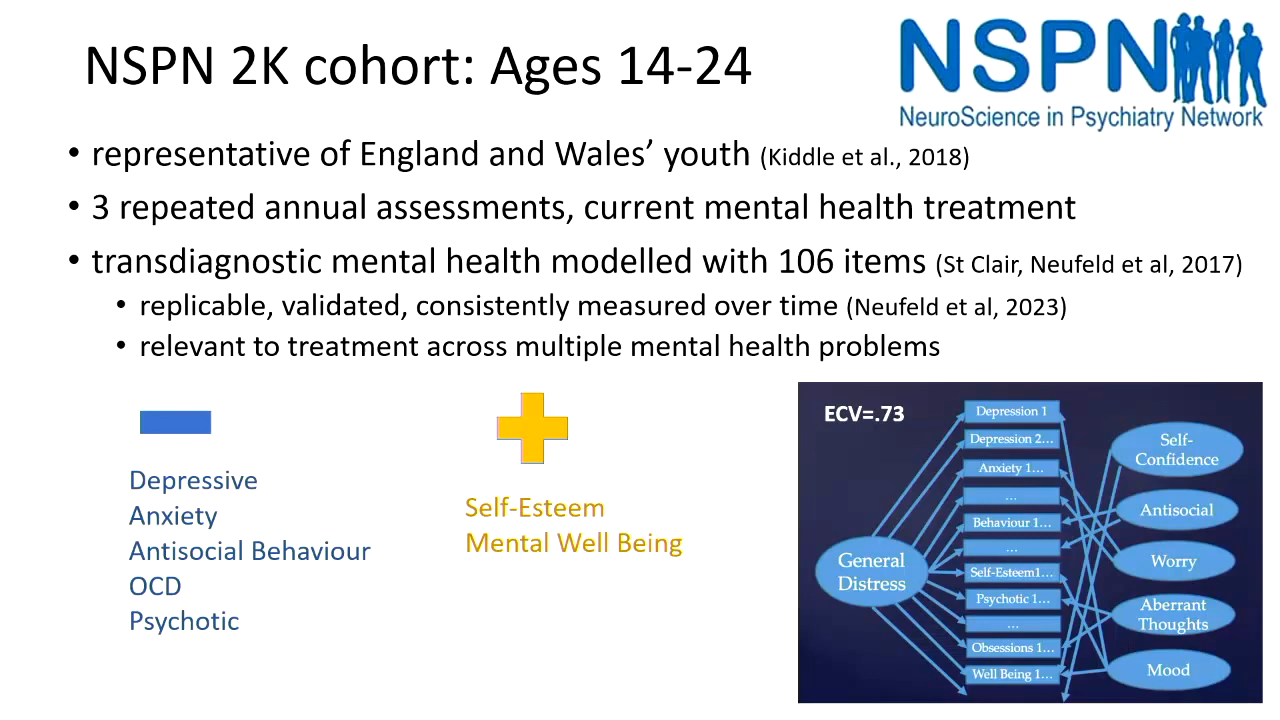 NSPN 2K cohort: Ages 14-24
NSPN
NeuroScience in Psychiatry Network
• representative of England and Wales’ youth (Kiddle et al., 2018)
• 3 repeated annual assessments, current mental health treatment
• transdiagnostic mental health modelled with 106 items (St Clair, Neufeld et al, 2017)
• replicable, validated, consistently measured over time (Neufeld et al, 2023)
• relevant to treatment across multiple mental health problems
Depressive
Anxiety
Antisocial Behaviour
OCD
Psychotic
Self-Esteem
Mental Well Being
ECV=.73
General
Distress
Depression 1
Depression 2…
Anxiety 1…
…
Behaviour 1…
…
Self-Esteem1…
Psychotic 1…
…
Obsessions 1…
Well Being 1…
Self-
Confidence
Antisocial
Worry
Aberrant
Thoughts
Mood